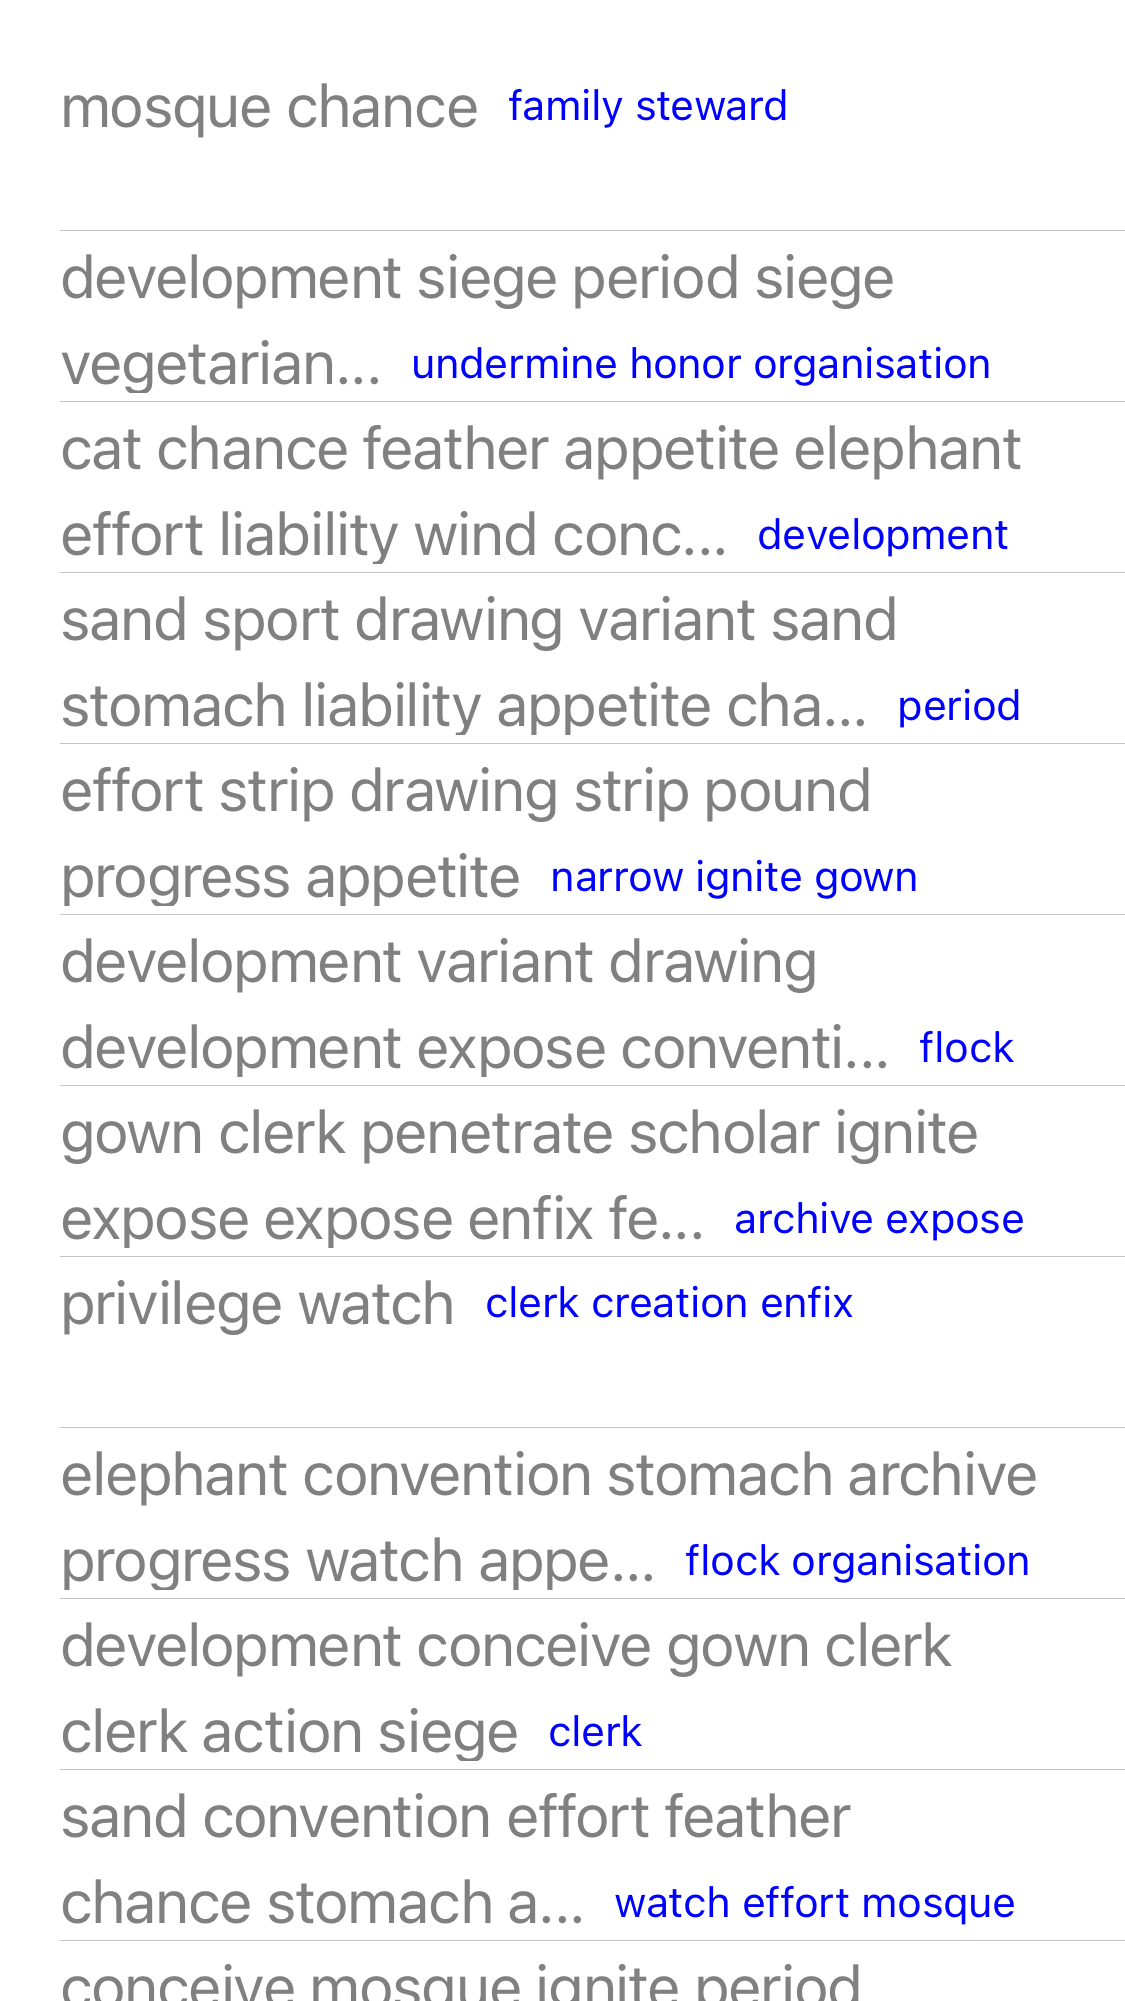 mosque chance family steward
development siege period siege
vegetarian... undermine honor organisation
cat chance feather appetite elephant
effort liability wind conc... development
sand sport drawing variant sand
stomach liability appetite cha... period
effort strip drawing strip pound
progress appetite narrow ignite gown
development variant drawing
development expose conventi... flock
gown clerk penetrate scholar ignite
expose expose enfix fe... archive expose
privilege watch clerk creation enfix
elephant convention stomach archive
progress watch appe... flock organisation
development conceive gown clerk
clerk action siege clerk
sand convention effort feather
chance stomach a... watch effort mosque
conceive mosque ignite period